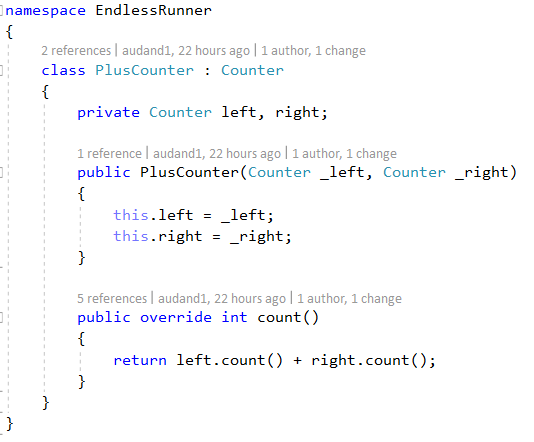 namespace EndlessRunner
{
2 references | audand1, 22 hours ago | 1 author, 1 change
class PlusCounter : Counter
{
private Counter left, right;
1 reference | audand1, 22 hours ago | 1 author, 1 change
public PlusCounter(Counter _left, Counter _right)
{
this.left = _left;
this.right = _right;
}
5 references | audand1, 22 hours ago | 1 author, 1 change
public override int count()
{
return left.count() + right.count();
}
}
}